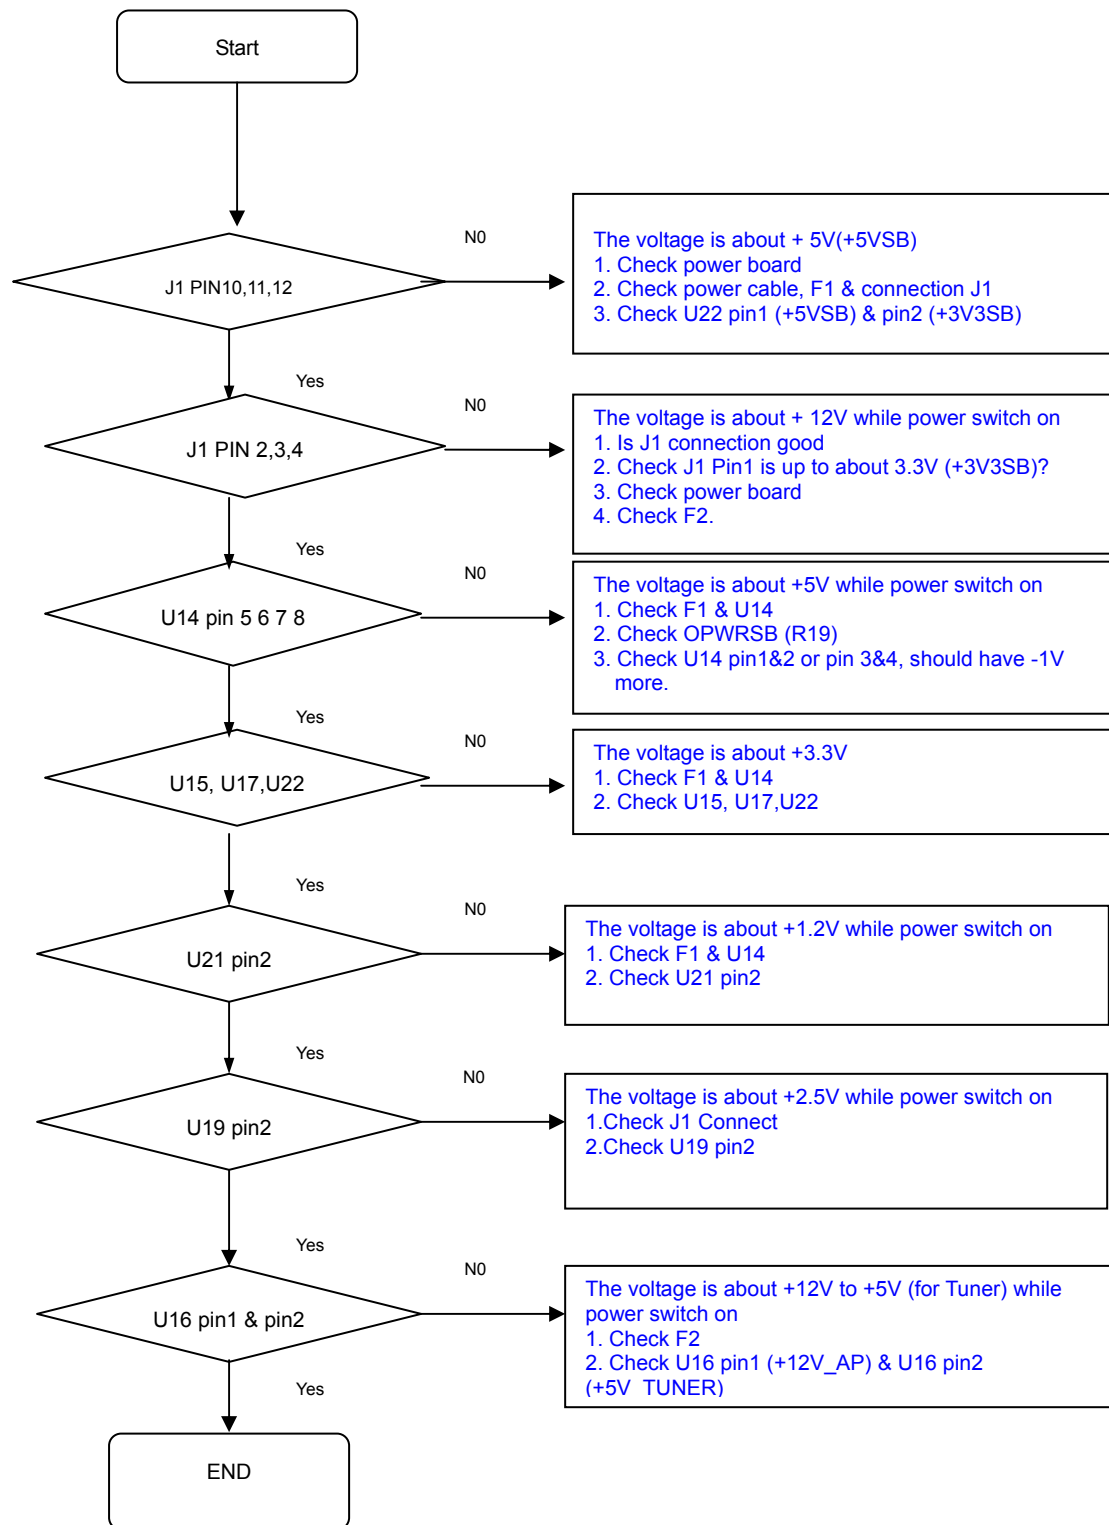 Start
J1 PIN10,11,12
N0
The voltage is about + 5V(+5VSB)
1. Check power board
2. Check power cable, F1 & connection J1
3. Check U22 pin1 (+5VSB) & pin2 (+3V3SB)
Yes
J1 PIN 2,3,4
N0
The voltage is about + 12V while power switch on
1. Is J1 connection good
2. Check J1 Pin1 is up to about 3.3V (+3V3SB)?
3. Check power board
4. Check F2.
Yes
U14 pin 5 6 7 8
N0
The voltage is about +5V while power switch on
1. Check F1 & U14
2. Check OPWRSB (R19)
3. Check U14 pin1&2 or pin 3&4, should have -1V
more.
Yes
U15, U17,U22
N0
The voltage is about +3.3V
1. Check F1 & U14
2. Check U15, U17,U22
Yes
U21 pin2
N0
The voltage is about +1.2V while power switch on
1. Check F1 & U14
2. Check U21 pin2
Yes
U19 pin2
N0
The voltage is about +2.5V while power switch on
1.Check J1 Connect
2.Check U19 pin2
Yes
U16 pin1 & pin2
N0
The voltage is about +12V to +5V (for Tuner) while
power switch on
1. Check F2
2. Check U16 pin1 (+12V_AP) & U16 pin2
(+5V_TUNER)
Yes
END